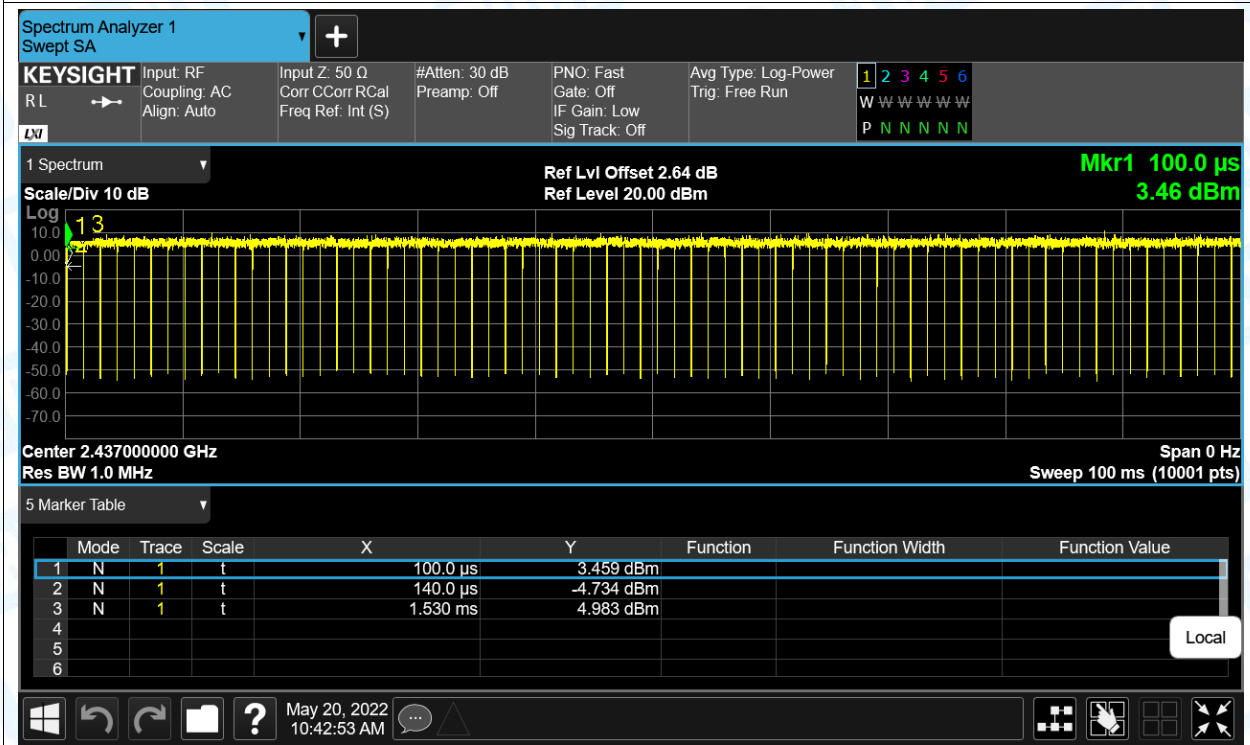 Spectrum Analyzer 1
Swept SA
KEYSIGHT Input: RF Input Z: 50 Ω #Atten: 30 dB PNO: Fast Avg Type: Log-Power 1 2 3 4 5 6
RL Coupling: AC Corr CCorr RCal Preamp: Off Gate: Off Trig: Free Run
Align: Auto Freq Ref: Int (S) IF Gain: Low W W W W W W
LXI Sig Track: Off P N N N N N
1 Spectrum Ref Lvl Offset 2.64 dB Mkr1 100.0 µs
Scale/Div 10 dB Ref Level 20.00 dBm 3.46 dBm
Log
1 3
10.0
2
0.00
-10.0
-20.0
-30.0
-40.0
-50.0
-60.0
-70.0
Center 2.437000000 GHz Span 0 Hz
Res BW 1.0 MHz Sweep 100 ms (10001 pts)
5 Marker Table
Mode Trace Scale X Y Function Function Width Function Value
1 N 1 t 100.0 µs 3.459 dBm
2 N 1 t 140.0 µs -4.734 dBm
3 N 1 t 1.530 ms 4.983 dBm
4
5
6
Local
? May 20, 2022
10:42:53 AM